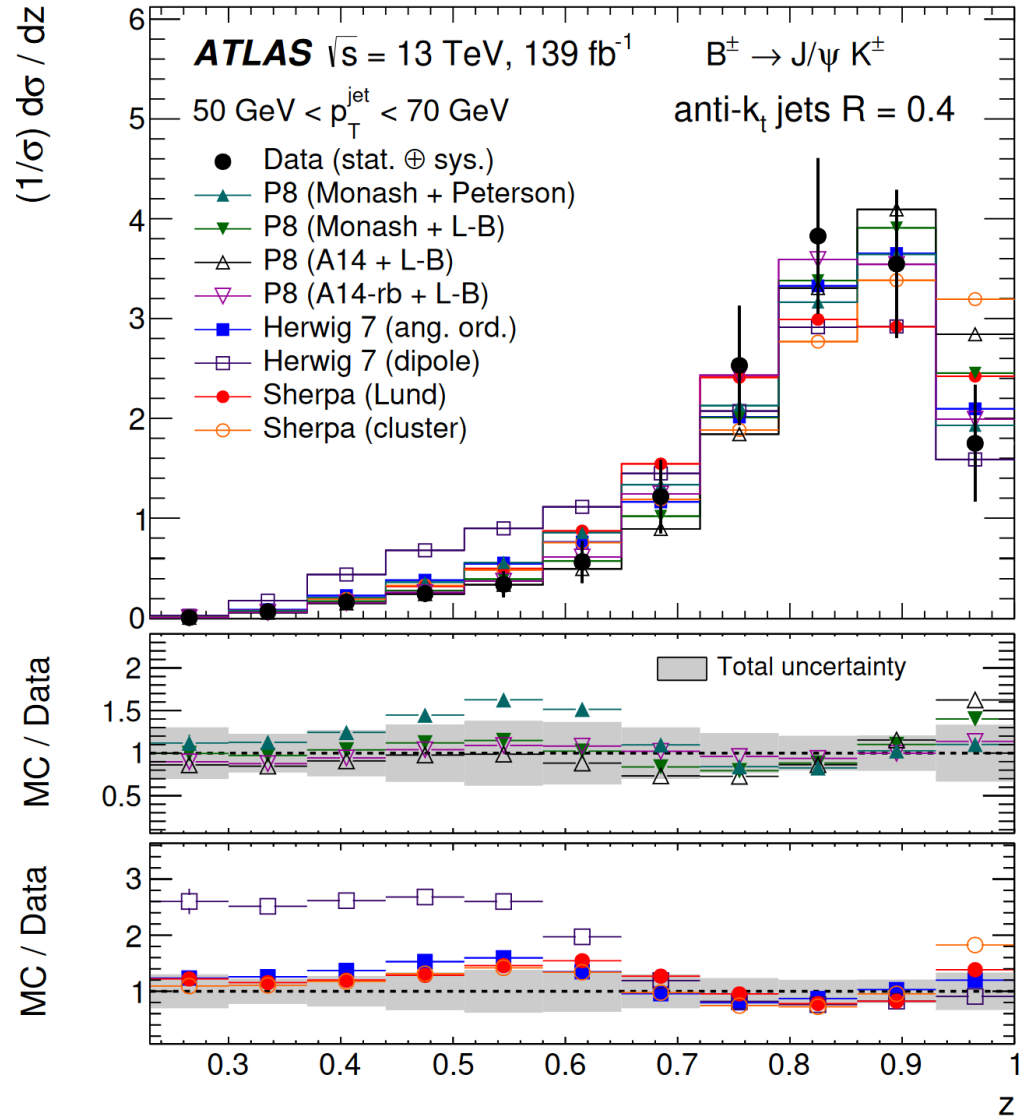 ATLAS √s = 13 TeV, 139 fb⁻¹ B± → J/ψ K±
50 GeV < p_T^jet < 70 GeV anti-k_t jets R = 0.4
Data (stat. ⊕ sys.)
P8 (Monash + Peterson)
P8 (Monash + L-B)
P8 (A14 + L-B)
P8 (A14-rb + L-B)
Herwig 7 (ang. ord.)
Herwig 7 (dipole)
Sherpa (Lund)
Sherpa (cluster)
(1/σ) dσ / dz
6
5
4
3
2
1
0
MC / Data
Total uncertainty
2
1.5
1
0.5
MC / Data
3
2
1
0.3 0.4 0.5 0.6 0.7 0.8 0.9 1
z